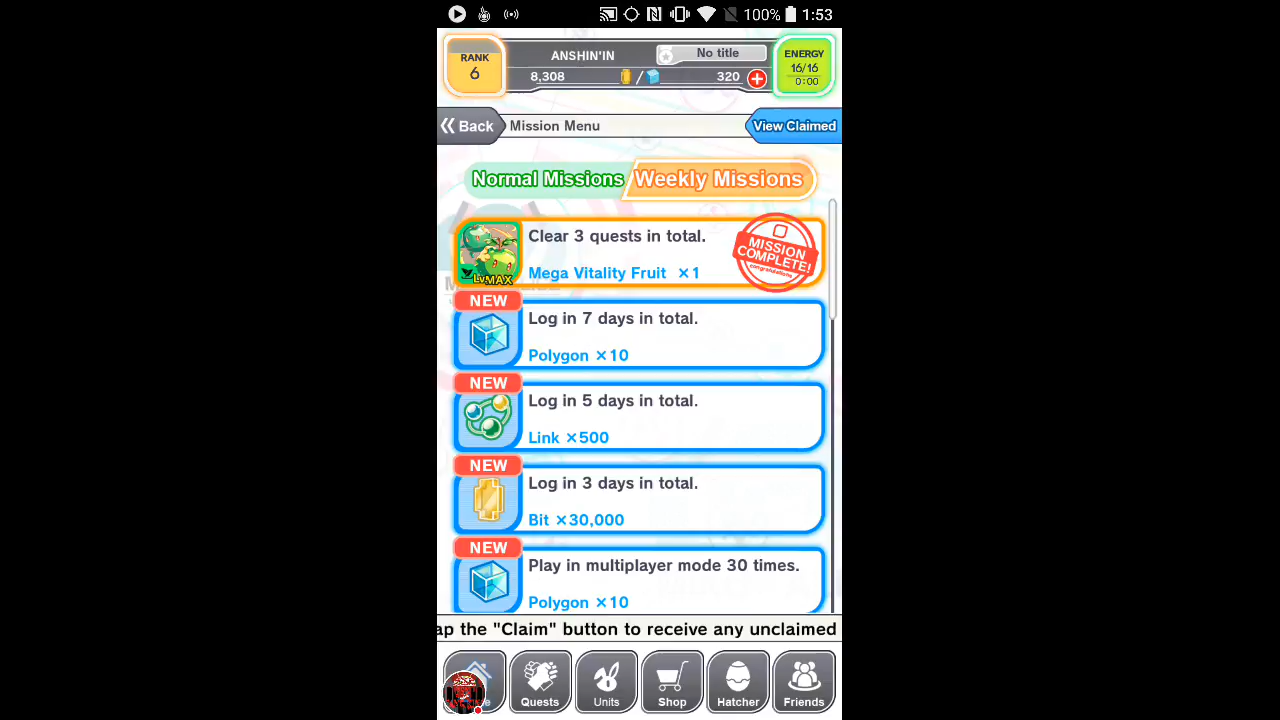 100% 1:53
RANK
6
ANSHIN'IN
No title
8,308 / 320
ENERGY
16/16
0:00
Back
Mission Menu
View Claimed
Normal Missions
Weekly Missions
Clear 3 quests in total.
Mega Vitality Fruit ×1
Lv.MAX
MISSION
COMPLETE!
congratulations
NEW
Log in 7 days in total.
Polygon ×10
NEW
Log in 5 days in total.
Link ×500
NEW
Log in 3 days in total.
Bit ×30,000
NEW
Play in multiplayer mode 30 times.
Polygon ×10
ap the "Claim" button to receive any unclaimed
Quests
Units
Shop
Hatcher
Friends